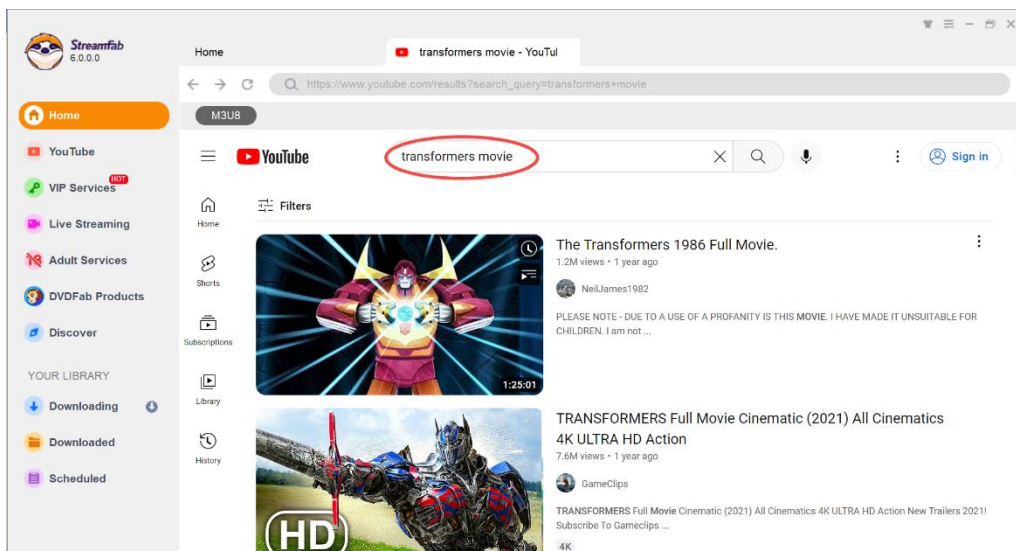 StreamFab
6.0.0.0
Home
YouTube
VIP Services
HOT
Live Streaming
Adult Services
DVDFab Products
Discover
YOUR LIBRARY
Downloading
Downloaded
Scheduled
Home
transformers movie - YouTul
https://www.youtube.com/results?search_query=transformers+movie
M3U8
YouTube
transformers movie
Sign in
Home
Shorts
Subscriptions
Library
History
Filters
The Transformers 1986 Full Movie.
1.2M views • 1 year ago
NeilJames1982
PLEASE NOTE - DUE TO A USE OF A PROFANITY IS THIS MOVIE. I HAVE MADE IT UNSUITABLE FOR
CHILDREN. I am not ...
1:25:01
TRANSFORMERS Full Movie Cinematic (2021) All Cinematics
4K ULTRA HD Action
7.6M views • 1 year ago
GameClips
TRANSFORMERS Full Movie Cinematic (2021) All Cinematics 4K ULTRA HD Action New Trailers 2021!
Subscribe To Gameclips ...
4K
(HD)